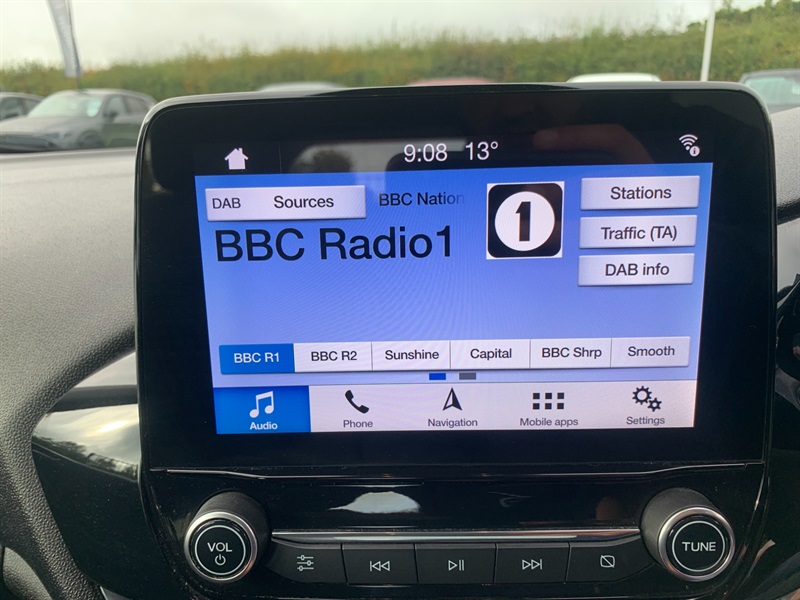 9:08 13°
DAB Sources
BBC Nation
1
Stations
BBC Radio1
Traffic (TA)
DAB info
BBC R1
BBC R2
Sunshine
Capital
BBC Shrp
Smooth
Audio
Phone
Navigation
Mobile apps
Settings
VOL
TUNE